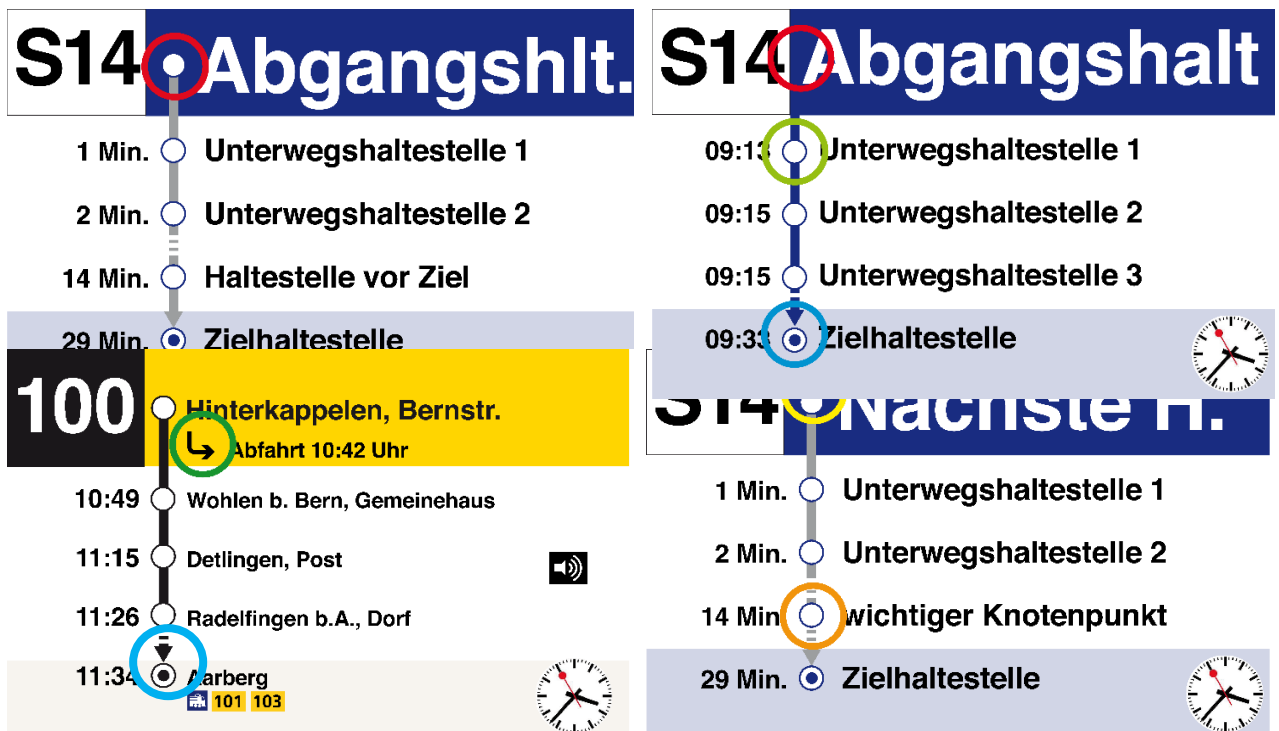 S14 Abgangshlt.
1 Min. Unterwegshaltestelle 1
2 Min. Unterwegshaltestelle 2
14 Min. Haltestelle vor Ziel
29 Min. Zielhaltestelle
S14 Abgangshalt
09:13 Unterwegshaltestelle 1
09:15 Unterwegshaltestelle 2
09:15 Unterwegshaltestelle 3
09:33 Zielhaltestelle
100 Hinterkappelen, Bernstr.
Abfahrt 10:42 Uhr
10:49 Wohlen b. Bern, Gemeinehaus
11:15 Detlingen, Post
11:26 Radelfingen b.A., Dorf
11:34 Aarberg
101 103
S14 Nächste H.
1 Min. Unterwegshaltestelle 1
2 Min. Unterwegshaltestelle 2
14 Min. wichtiger Knotenpunkt
29 Min. Zielhaltestelle